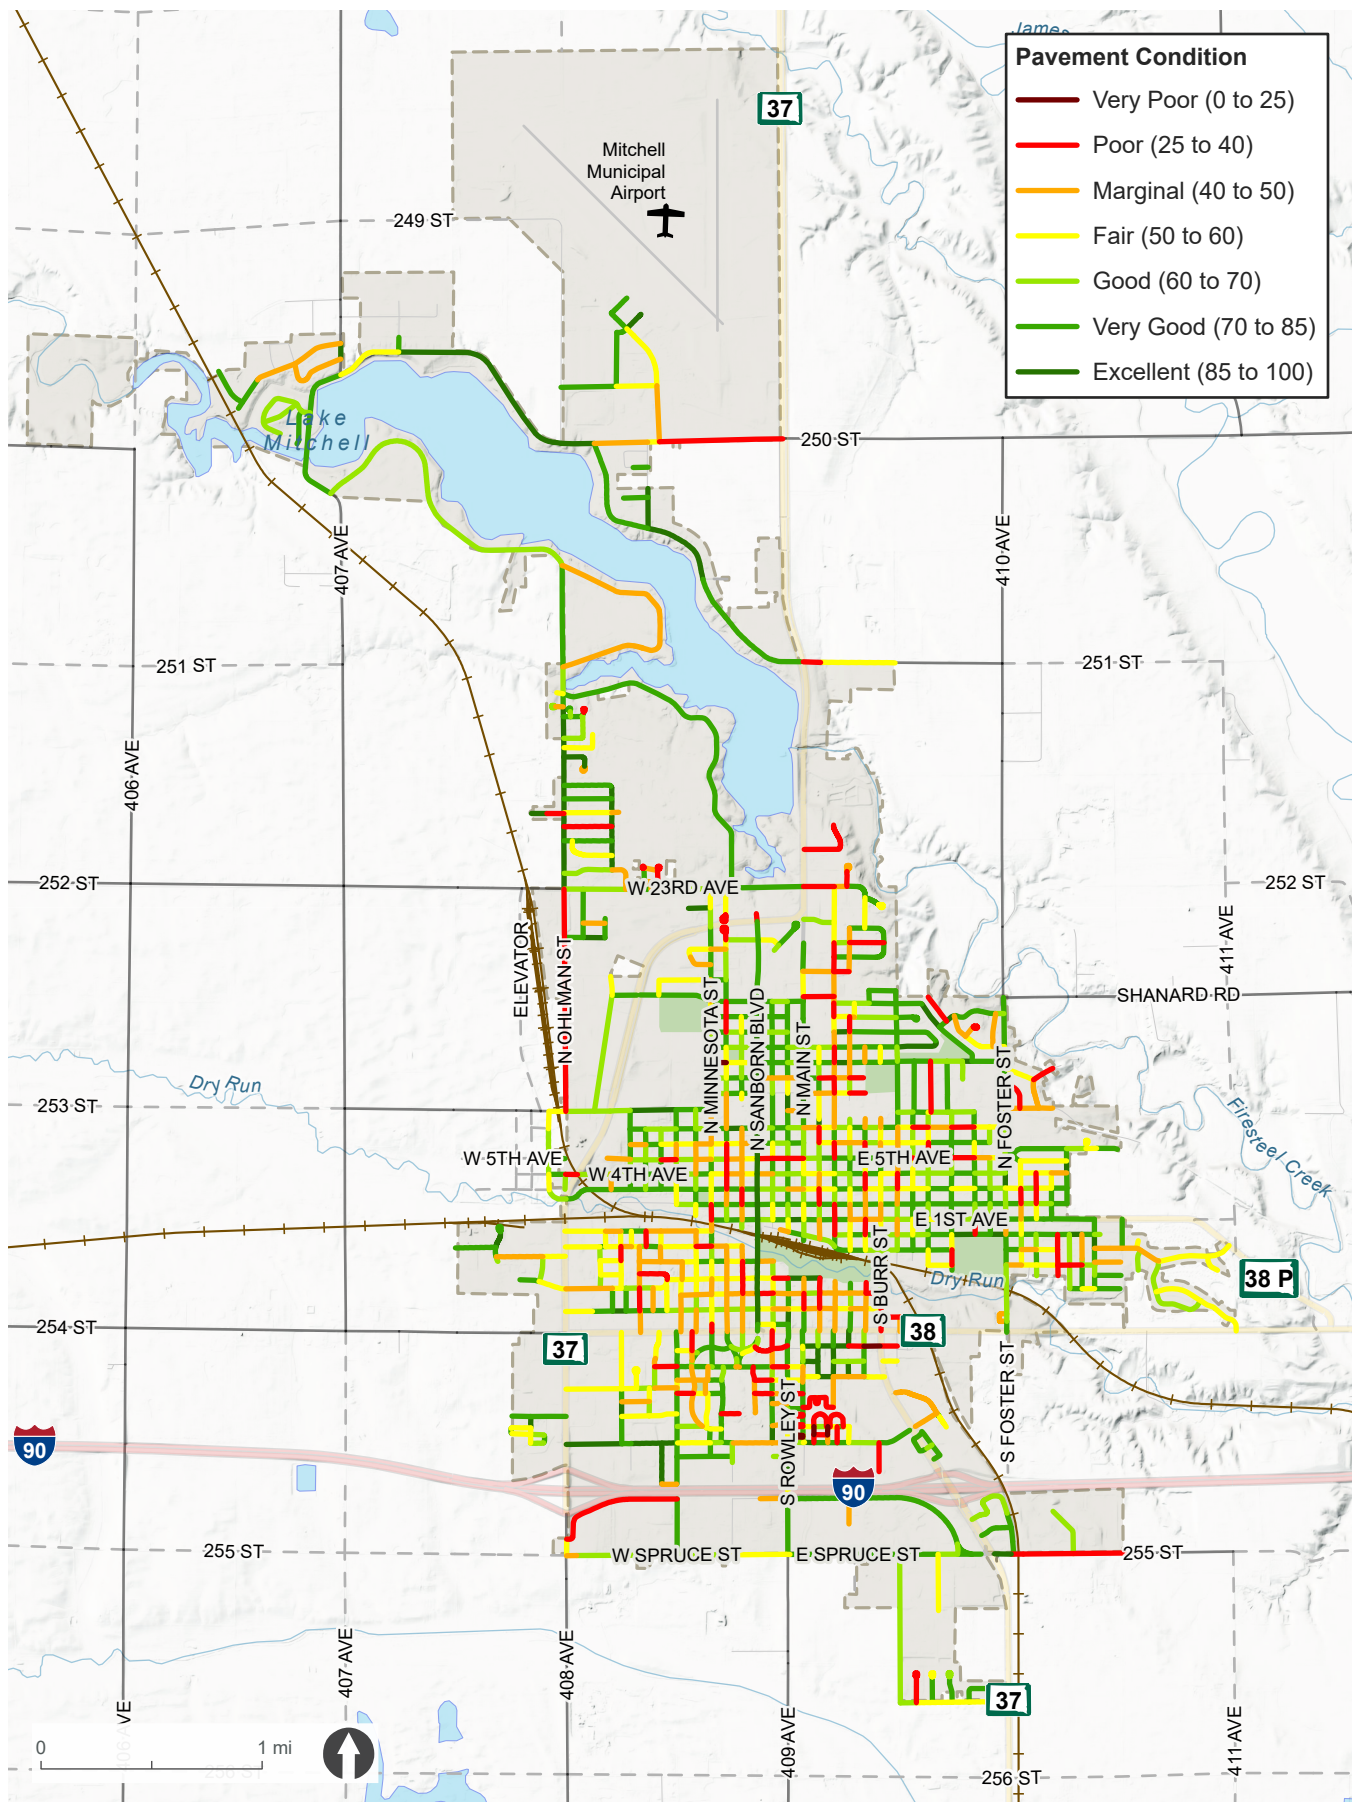 James
Pavement Condition
Very Poor (0 to 25)
Poor (25 to 40)
Marginal (40 to 50)
Fair (50 to 60)
Good (60 to 70)
Very Good (70 to 85)
Excellent (85 to 100)
37
Mitchell
Municipal
Airport
249 ST
Lake
Mitchell
250 ST
407 AVE
410 AVE
251 ST
251 ST
406 AVE
252 ST
W 23RD AVE
252 ST
ELEVATOR
N OHLMAN ST
N MINNESOTA ST
N SANBORN BLVD
N MAIN ST
411 AVE
SHANARD RD
N FOSTER ST
Dry Run
253 ST
Firesteel Creek
W 5TH AVE
E 5TH AVE
W 4TH AVE
E 1ST AVE
S BURR ST
Dry Run
38 P
254 ST
37
38
S FOSTER ST
S ROWLEY ST
90
90
255 ST
W SPRUCE ST
E SPRUCE ST
255 ST
407 AVE
408 AVE
409 AVE
411 AVE
406 AVE
37
0
1 mi
256 ST
256 ST